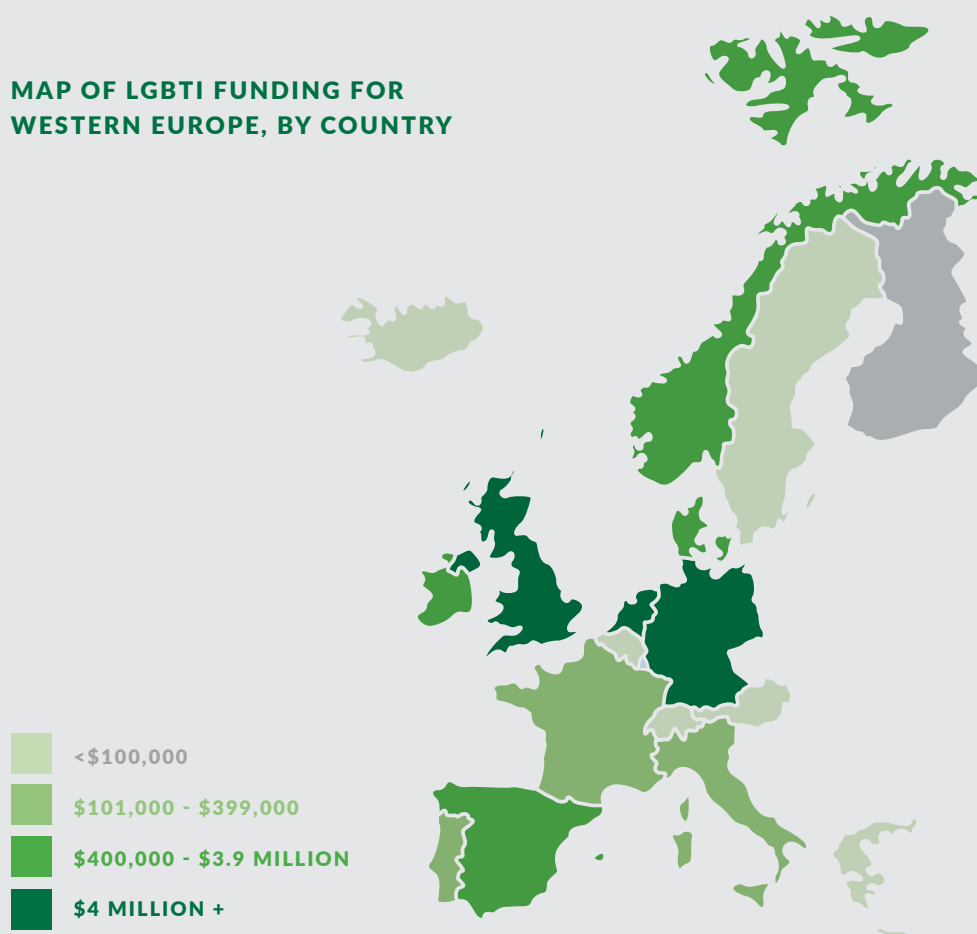 MAP OF LGBTI FUNDING FOR
WESTERN EUROPE, BY COUNTRY
<$100,000
$101,000 - $399,000
$400,000 - $3.9 MILLION
$4 MILLION +